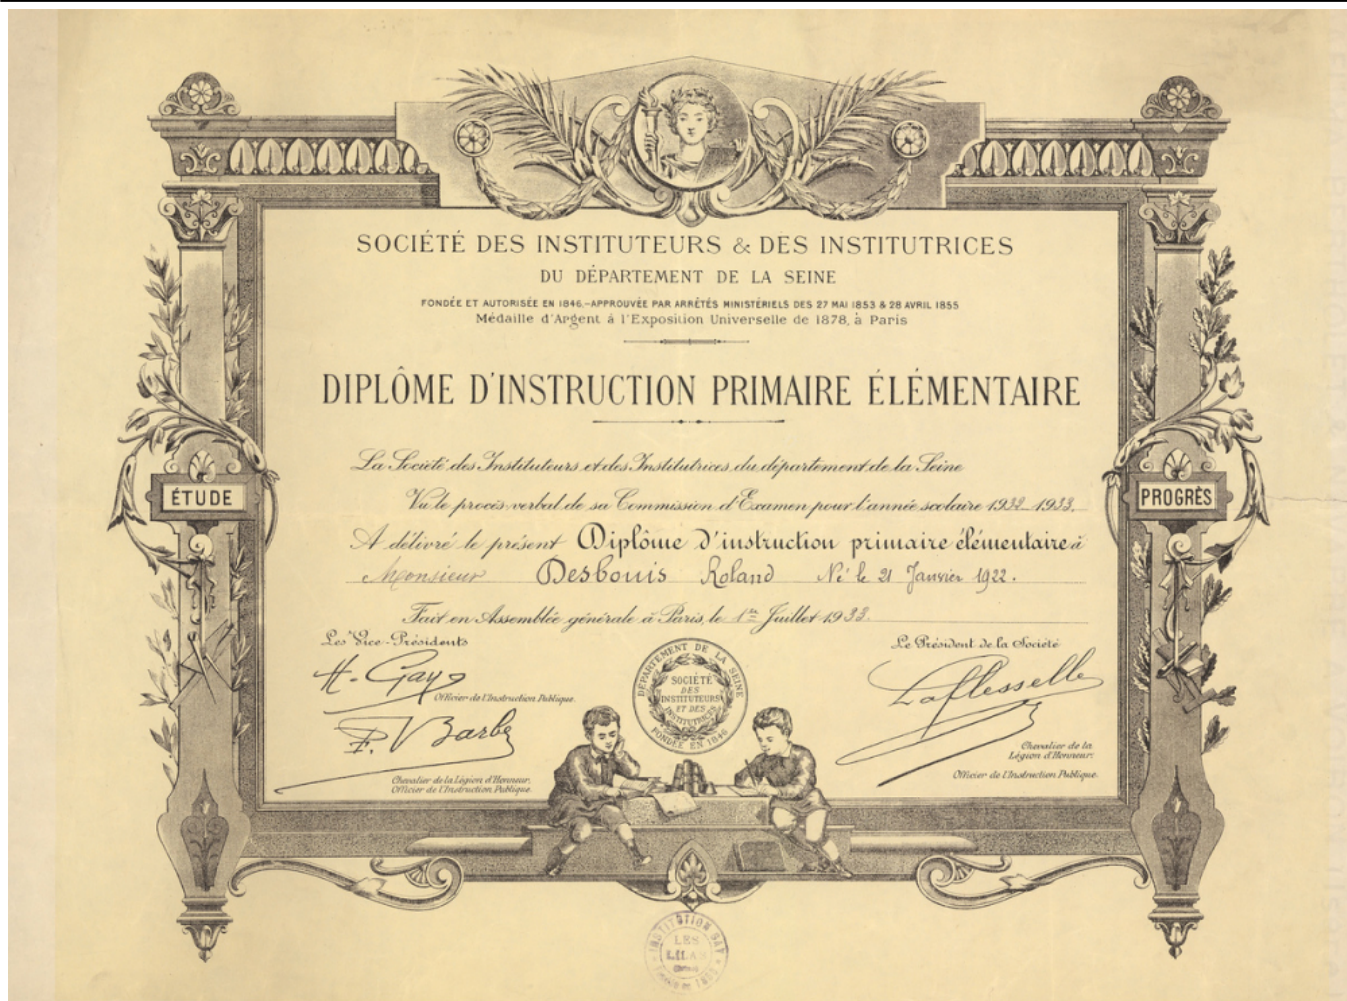 SOCIÉTÉ DES INSTITUTEURS & DES INSTITUTRICES
DU DÉPARTEMENT DE LA SEINE
FONDÉE ET AUTORISÉE EN 1846.-APPROUVÉE PAR ARRÊTÉS MINISTÉRIELS DES 27 MAI 1853 & 28 AVRIL 1855
Médaille d'Argent à l'Exposition Universelle de 1878, à Paris
DIPLÔME D'INSTRUCTION PRIMAIRE ÉLÉMENTAIRE
La Société des Instituteurs et des Institutrices du département de la Seine
Vu le procès-verbal de sa Commission d'Examen pour l'année scolaire 1932-1933.
A délivré le présent Diplôme d'instruction primaire élémentaire à
Monsieur Desbouis Roland Né le 21 Janvier 1922.
Fait en Assemblée générale à Paris, le 1er Juillet 1933.
ÉTUDE
PROGRÈS
Les Vice-Présidents
H. Gay
Officier de l'Instruction Publique.
F. Barbe
Chevalier de la Légion d'Honneur.
Officier de l'Instruction Publique.
DÉPARTEMENT DE LA SEINE
SOCIÉTÉ
DES
INSTITUTEURS
ET DES
INSTITUTRICES
FONDÉE EN 1846
Le Président de la Société
Laflesselle
Chevalier de la
Légion d'Honneur.
Officier de l'Instruction Publique.
INSTITUTION GAY
LES
LILAS